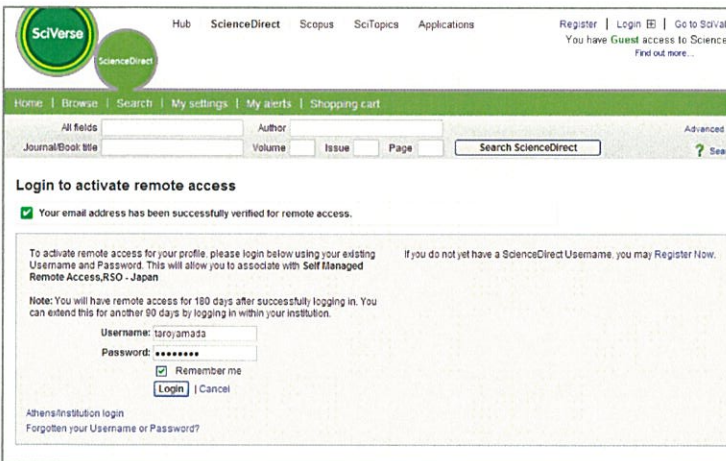 SciVerse
ScienceDirect
Hub ScienceDirect Scopus SciTopics Applications
Register | Login | Go to SciVal
You have Guest access to Science
Find out more...
Home | Browse | Search | My settings | My alerts | Shopping cart
All fields Author
Advanced
Journal/Book title Volume Issue Page Search ScienceDirect
? Sea
Login to activate remote access
Your email address has been successfully verified for remote access.
To activate remote access for your profile, please login below using your existing
Username and Password. This will allow you to associate with Self Managed
Remote Access,RSO - Japan
If you do not yet have a ScienceDirect Username, you may Register Now.
Note: You will have remote access for 180 days after successfully logging in. You
can extend this for another 90 days by logging in within your institution.
Username: taroyamada
Password: ••••••••
Remember me
Login | Cancel
Athens/Institution login
Forgotten your Username or Password?